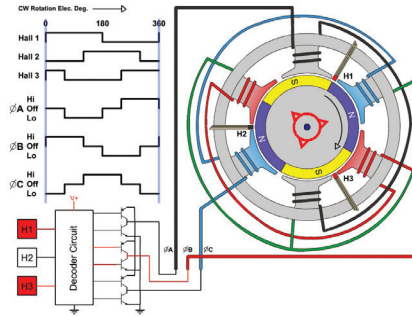 CW Rotation Elec. Deg.
0 180 360
Hall 1
Hall 2
Hall 3
Hi
ØA Off
Lo
Hi
ØB Off
Lo
Hi
ØC Off
Lo
V+
H1
H2
H3
Decoder Circuit
ØA ØB ØC
S
H1
N
N
H2
S
H3